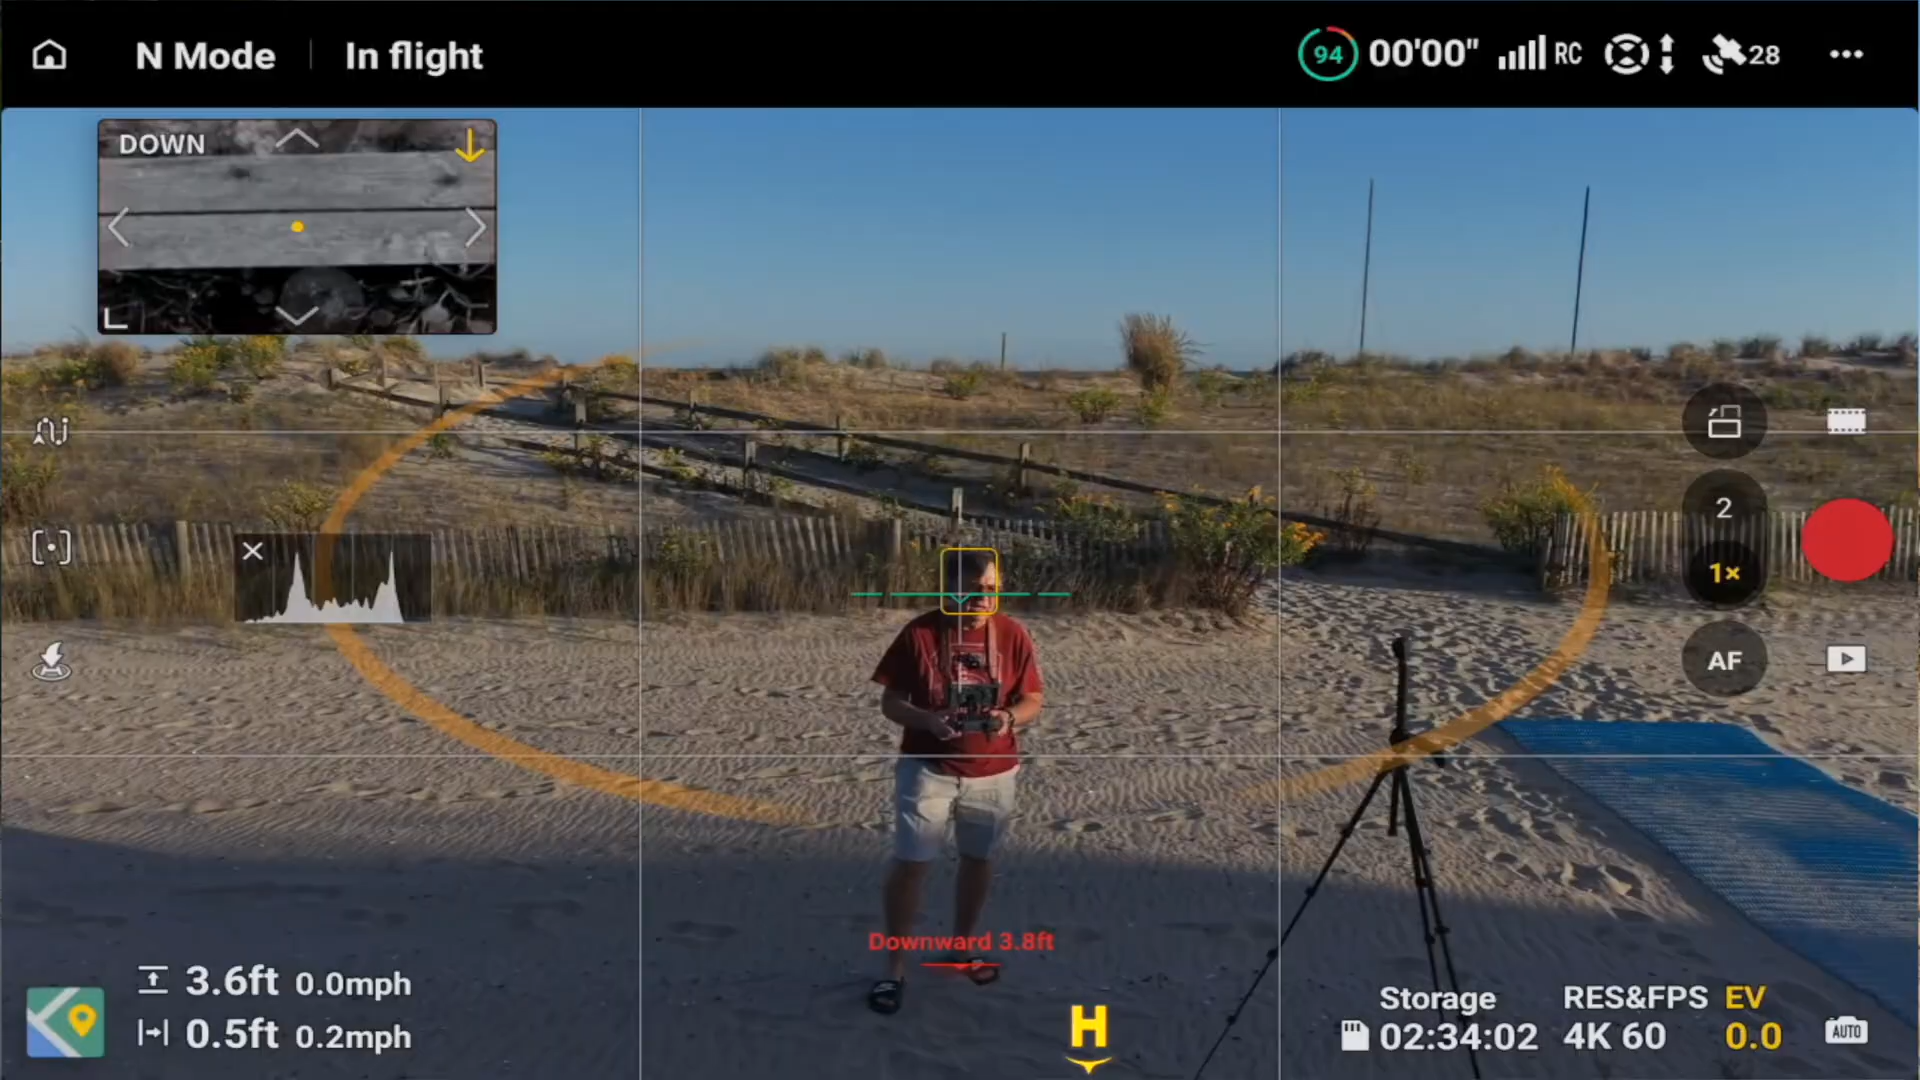 N Mode In flight 94 00'00" RC 28
DOWN
2
1×
AF
Downward 3.8ft
3.6ft 0.0mph
0.5ft 0.2mph
H
Storage RES&FPS EV
02:34:02 4K 60 0.0 AUTO